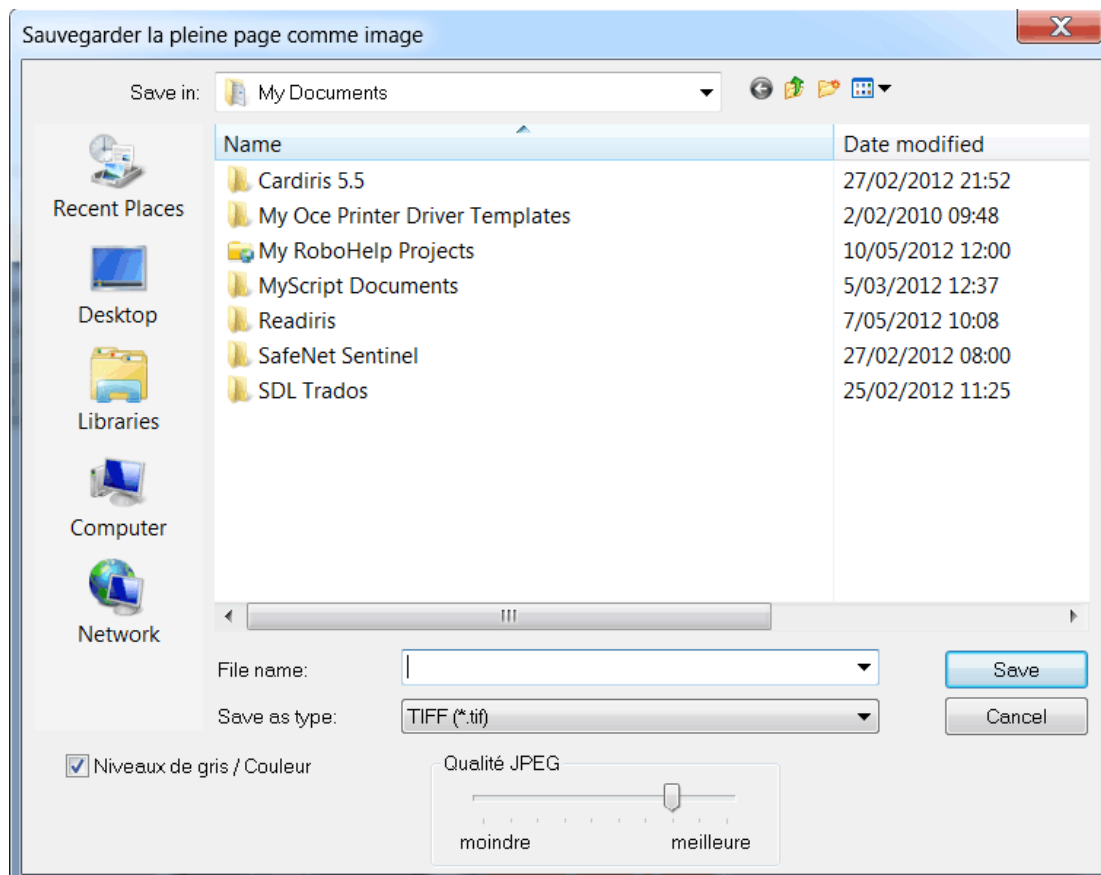 Sauvegarder la pleine page comme image
Save in: My Documents
Name Date modified
Cardiris 5.5 27/02/2012 21:52
My Oce Printer Driver Templates 2/02/2010 09:48
My RoboHelp Projects 10/05/2012 12:00
MyScript Documents 5/03/2012 12:37
Readiris 7/05/2012 10:08
SafeNet Sentinel 27/02/2012 08:00
SDL Trados 25/02/2012 11:25
Recent Places
Desktop
Libraries
Computer
Network
File name: Save
Save as type: TIFF (*.tif) Cancel
Niveaux de gris / Couleur
Qualité JPEG
moindre meilleure